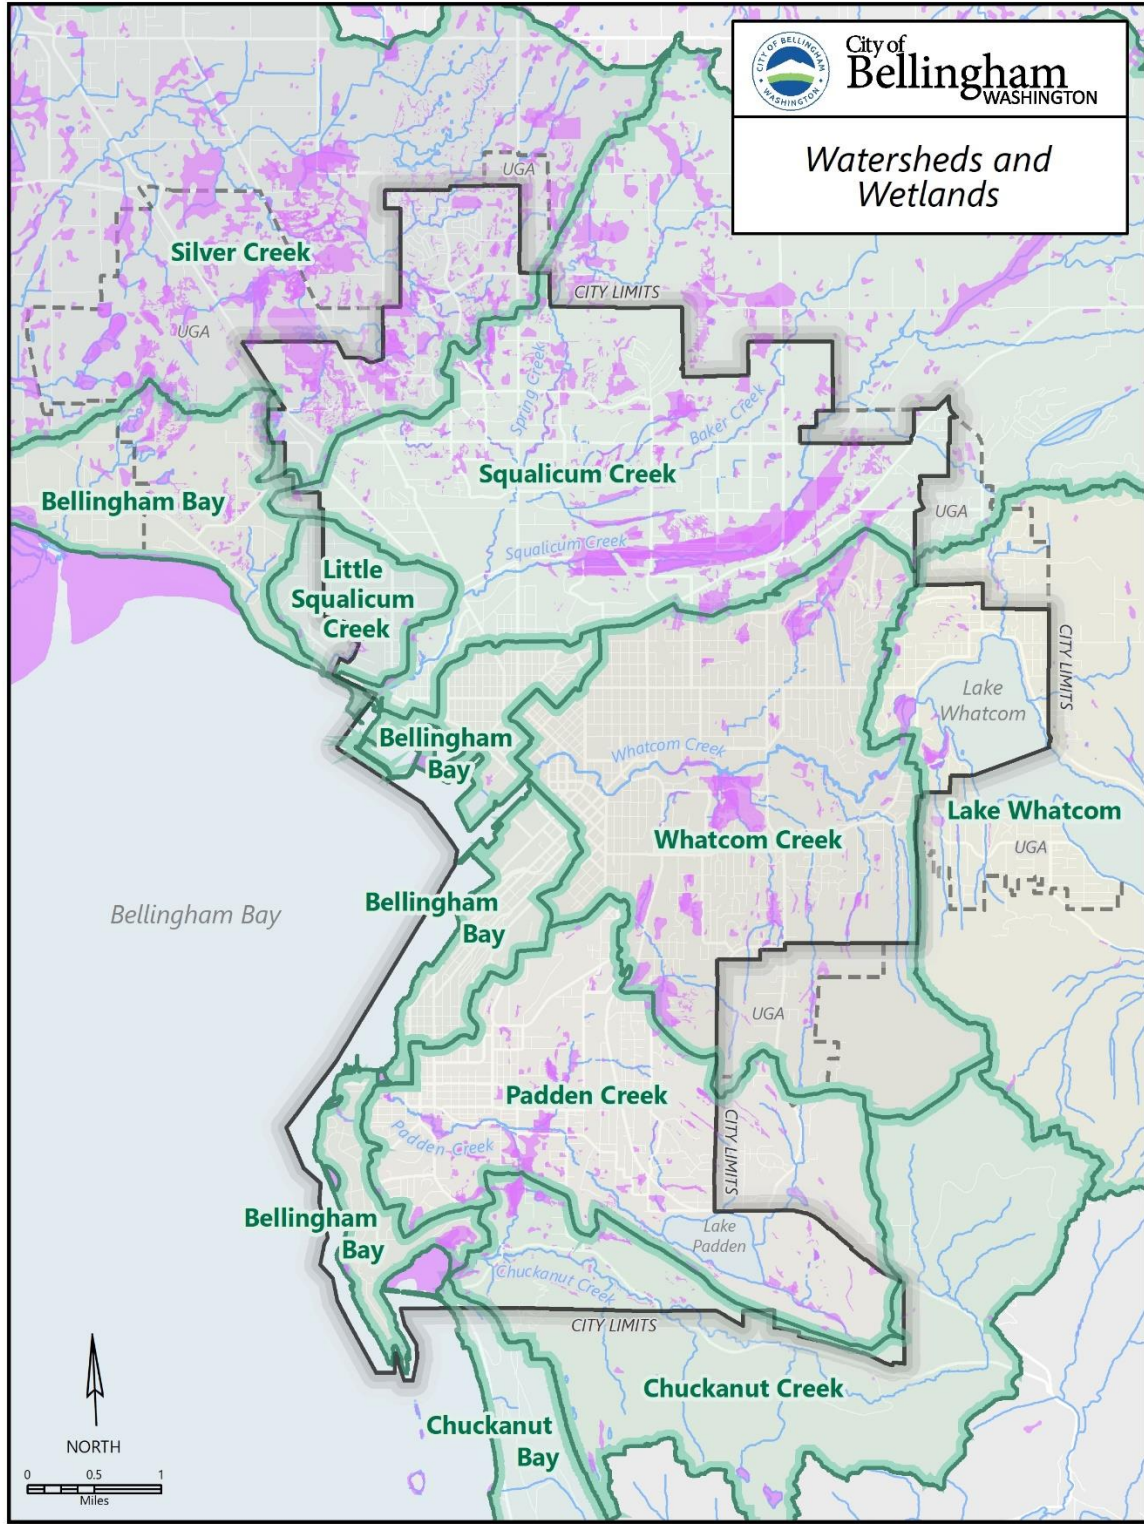 CITY OF BELLINGHAM
WASHINGTON
City of
Bellingham
WASHINGTON
Watersheds and
Wetlands
UGA
Silver Creek
CITY LIMITS
UGA
Spring Creek
Baker Creek
Squalicum Creek
Bellingham Bay
UGA
Squalicum Creek
Little
Squalicum
Creek
CITY LIMITS
Lake
Whatcom
Bellingham
Bay
Whatcom Creek
Lake Whatcom
Whatcom Creek
UGA
Bellingham
Bay
Bellingham Bay
UGA
Padden Creek
CITY LIMITS
Padden Creek
Bellingham
Bay
Lake
Padden
Chuckanut Creek
CITY LIMITS
Chuckanut Creek
Chuckanut
Bay
NORTH
0 0.5 1
Miles